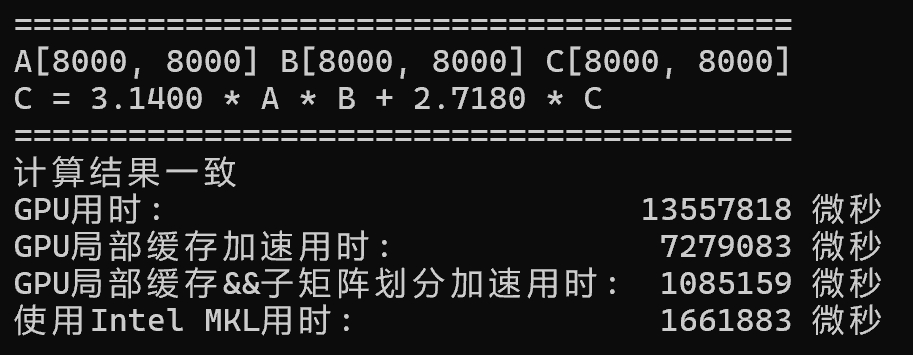 =========================================
A[8000, 8000] B[8000, 8000] C[8000, 8000]
C = 3.1400 * A * B + 2.7180 * C
=========================================
计算结果一致
GPU用时: 13557818 微秒
GPU局部缓存加速用时: 7279083 微秒
GPU局部缓存&&子矩阵划分加速用时: 1085159 微秒
使用Intel MKL用时: 1661883 微秒